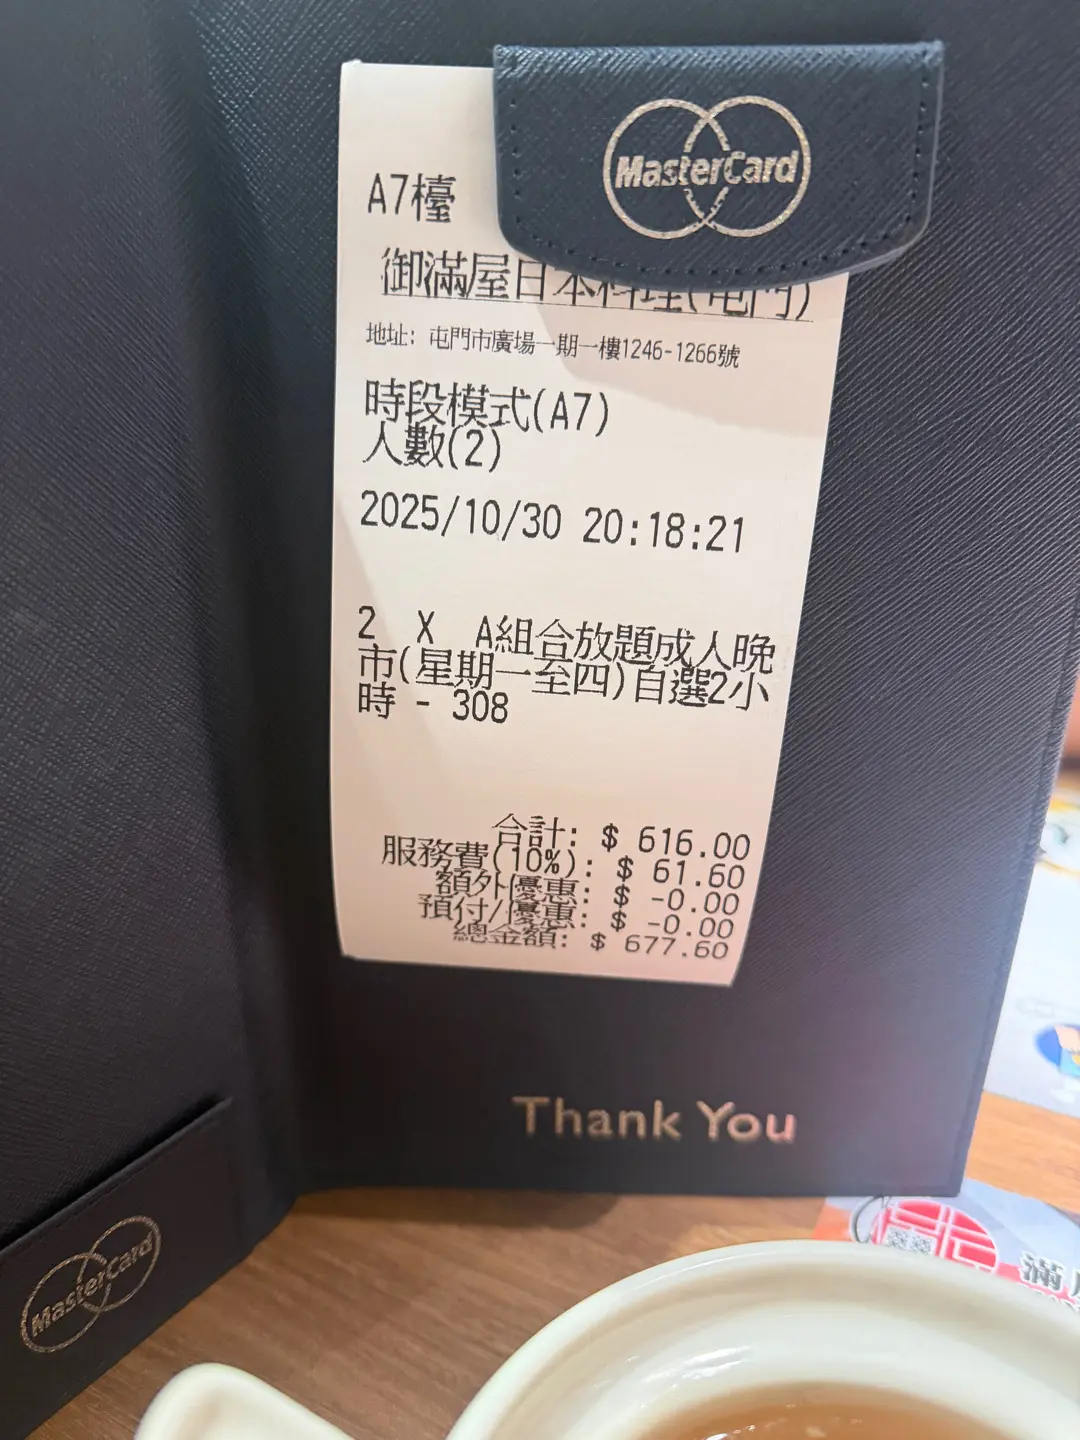 MasterCard
A7檯
御滿屋日本料理(屯門)
地址: 屯門市廣場一期一樓1246-1266號
時段模式(A7)
人數(2)
2025/10/30 20:18:21
2 X A組合放題成人晚
市(星期一至四)自選2小
時 - 308
合計: $ 616.00
服務費(10%): $ 61.60
額外優惠: $ -0.00
預付/優惠: $ -0.00
總金額: $ 677.60
Thank You
MasterCard
滿